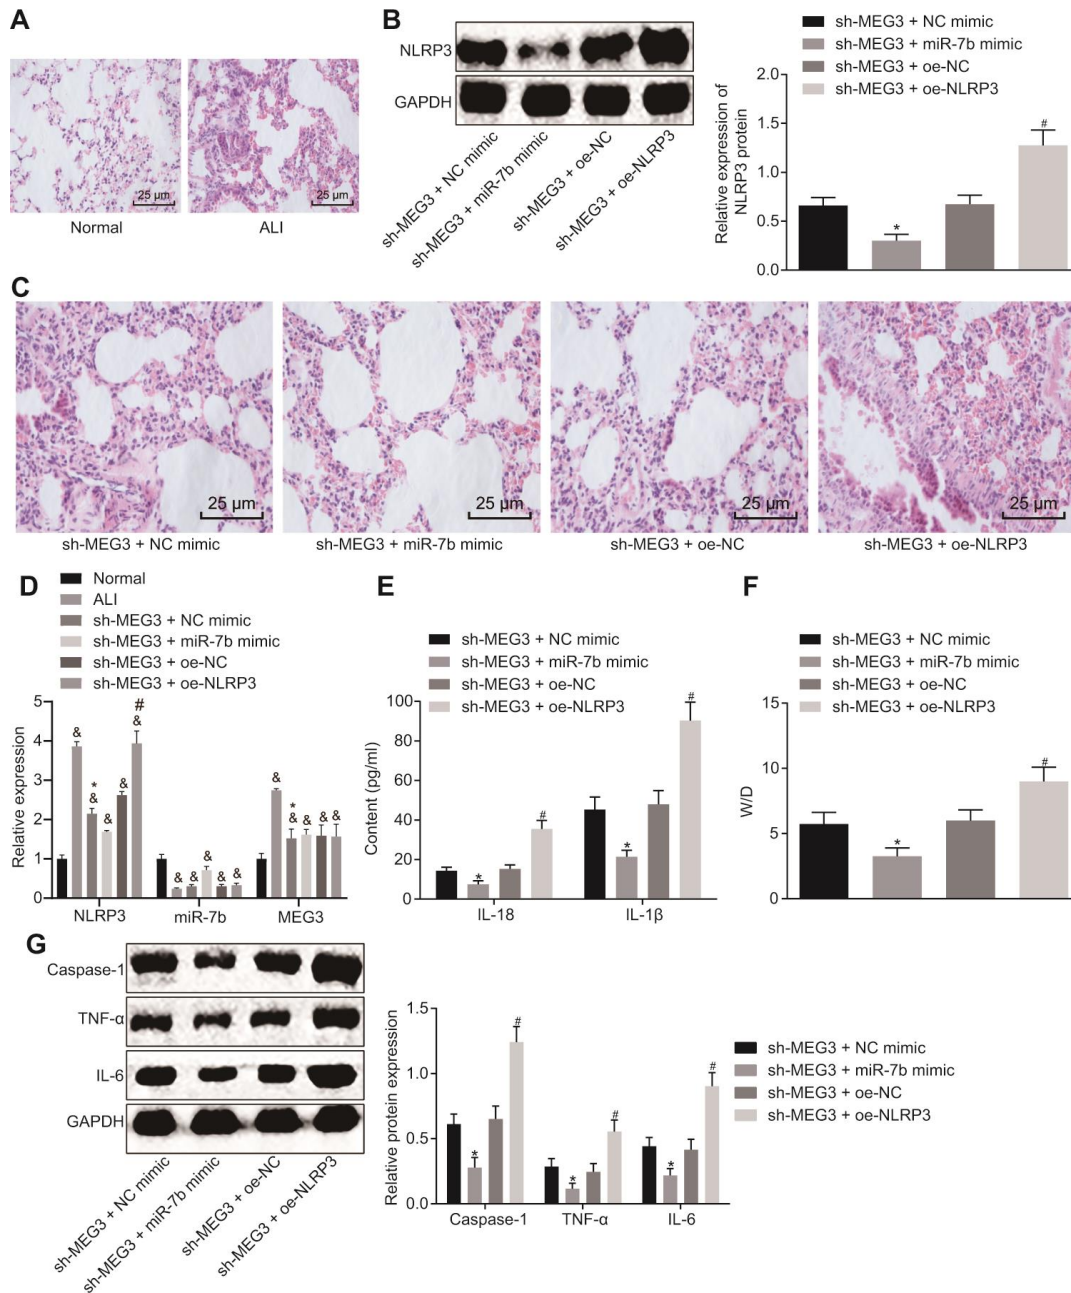 A
25 µm
25 µm
Normal
ALI
B
NLRP3
GAPDH
sh-MEG3 + NC mimic
sh-MEG3 + miR-7b mimic
sh-MEG3 + oe-NC
sh-MEG3 + oe-NLRP3
sh-MEG3 + NC mimic
sh-MEG3 + miR-7b mimic
sh-MEG3 + oe-NC
sh-MEG3 + oe-NLRP3
Relative expression of
NLRP3 protein
2.0
1.5
1.0
0.5
0.0
*
#
C
25 µm
25 µm
25 µm
25 µm
sh-MEG3 + NC mimic
sh-MEG3 + miR-7b mimic
sh-MEG3 + oe-NC
sh-MEG3 + oe-NLRP3
D
Normal
ALI
sh-MEG3 + NC mimic
sh-MEG3 + miR-7b mimic
sh-MEG3 + oe-NC
sh-MEG3 + oe-NLRP3
Relative expression
5
4
3
2
1
0
&
*
&
&
&
#
&
&
&
&
&
&
&
*
&
&
&
&
NLRP3
miR-7b
MEG3
E
sh-MEG3 + NC mimic
sh-MEG3 + miR-7b mimic
sh-MEG3 + oe-NC
sh-MEG3 + oe-NLRP3
Content (pg/ml)
100
80
60
40
20
0
*
#
*
#
IL-18
IL-1β
F
sh-MEG3 + NC mimic
sh-MEG3 + miR-7b mimic
sh-MEG3 + oe-NC
sh-MEG3 + oe-NLRP3
W/D
15
10
5
0
*
#
G
Caspase-1
TNF-α
IL-6
GAPDH
sh-MEG3 + NC mimic
sh-MEG3 + miR-7b mimic
sh-MEG3 + oe-NC
sh-MEG3 + oe-NLRP3
Relative protein expression
1.5
1.0
0.5
0.0
*
#
*
#
*
#
Caspase-1
TNF-α
IL-6
sh-MEG3 + NC mimic
sh-MEG3 + miR-7b mimic
sh-MEG3 + oe-NC
sh-MEG3 + oe-NLRP3